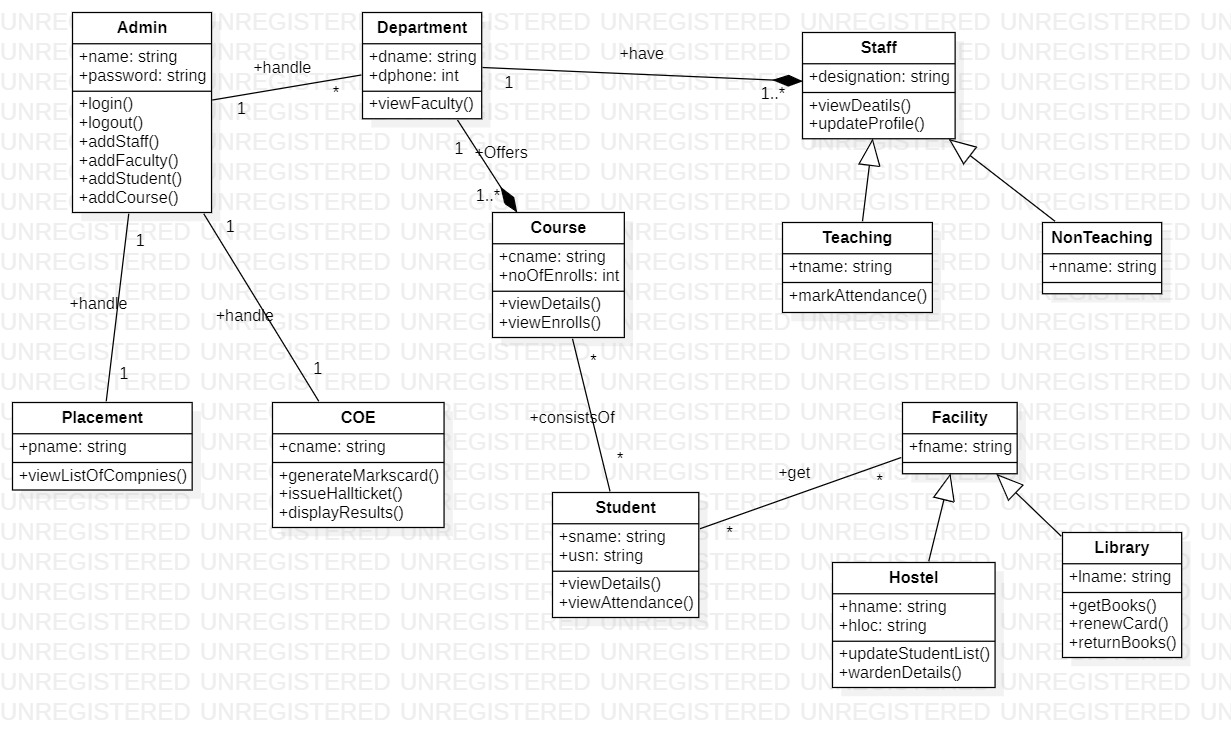 Admin
+name: string
+password: string
+login()
+logout()
+addStaff()
+addFaculty()
+addStudent()
+addCourse()
+handle
1
*
Department
+dname: string
+dphone: int
+viewFaculty()
+have
1
1..*
Staff
+designation: string
+viewDeatils()
+updateProfile()
1
+Offers
1..*
Teaching
+tname: string
+markAttendance()
NonTeaching
+nname: string
Course
+cname: string
+noOfEnrolls: int
+viewDetails()
+viewEnrolls()
1
+handle
1
1
+handle
1
Placement
+pname: string
+viewListOfCompnies()
COE
+cname: string
+generateMarkscard()
+issueHallticket()
+displayResults()
*
+consistsOf
*
Student
+sname: string
+usn: string
+viewDetails()
+viewAttendance()
+get
*
*
Facility
+fname: string
Hostel
+hname: string
+hloc: string
+updateStudentList()
+wardenDetails()
Library
+lname: string
+getBooks()
+renewCard()
+returnBooks()
UNREGISTERED UNREGISTERED UNREGISTERED UNREGISTERED UNREGISTERED UNREGISTERED